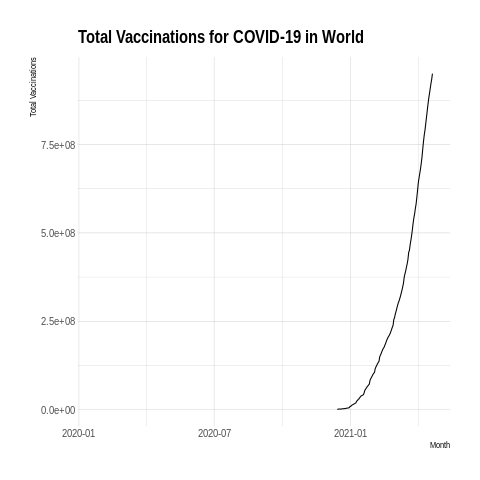 Total Vaccinations for COVID-19 in World
Total Vaccinations
7.5e+08
5.0e+08
2.5e+08
0.0e+00
2020-01
2020-07
2021-01
Month